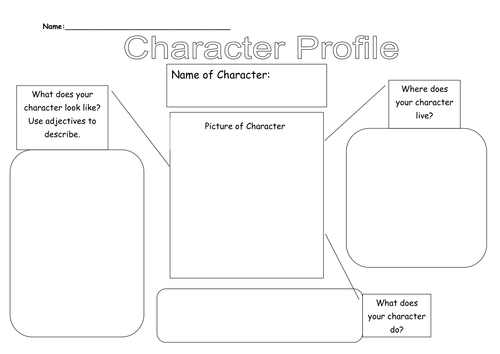 Name:______________________________
Character Profile
Name of Character:
What does your
character look like?
Use adjectives to
describe.
Picture of Character
Where does
your character
live?
What does
your character
do?